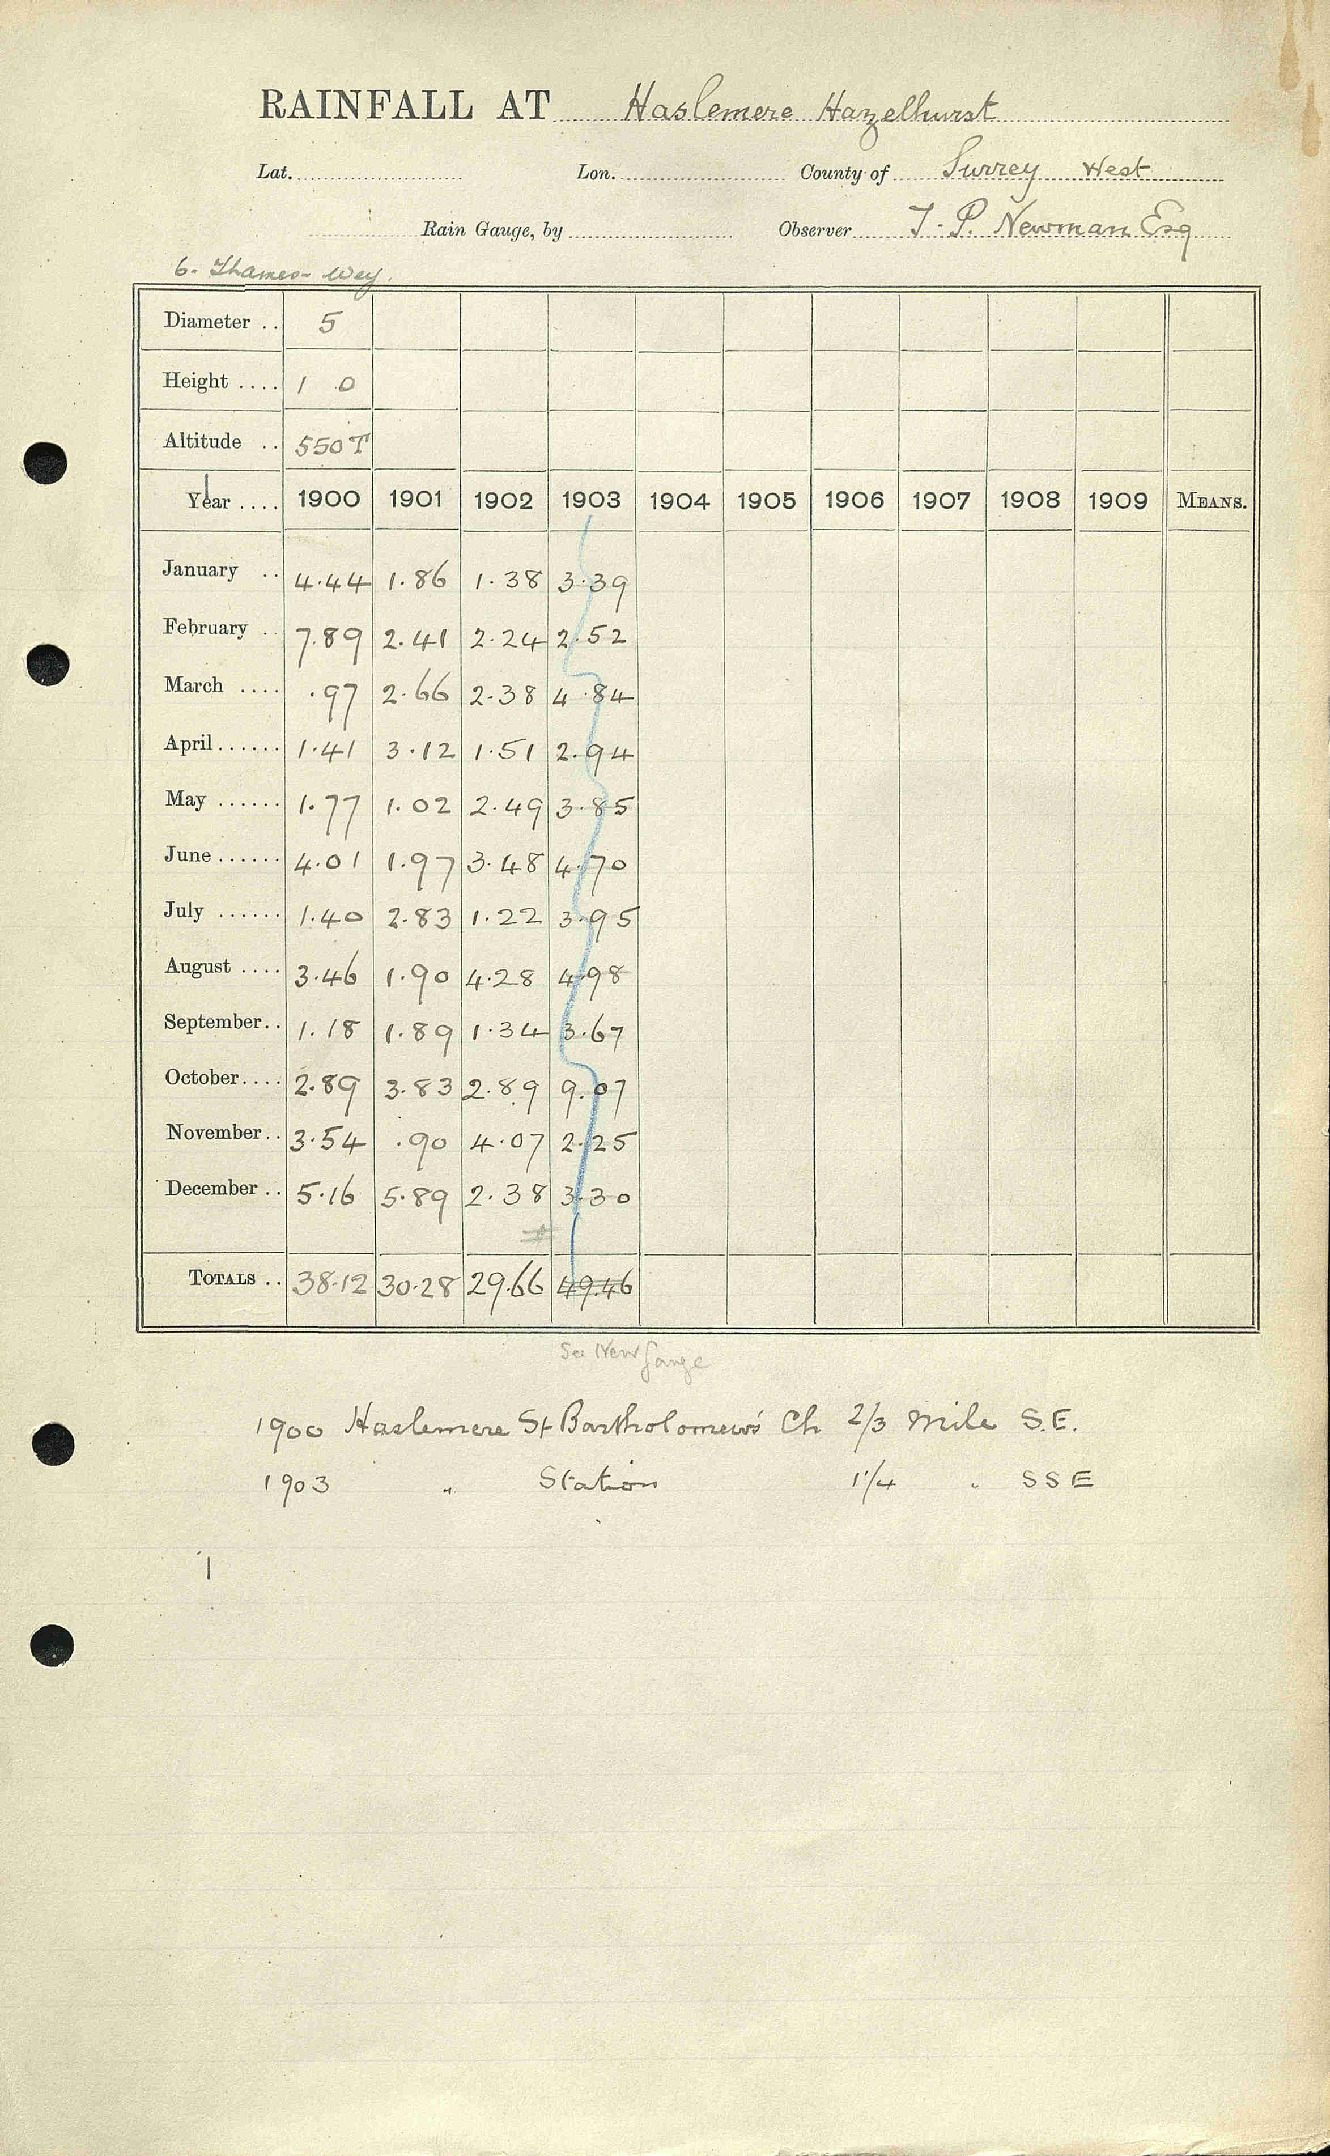 RAINFALL AT Haslemere Hazelhurst
Lat. Lon. County of Surrey West
Rain Gauge, by Observer T. P. Newman Esq
6. Thames - Wey.
Diameter .. 5
Height .... 1 0
Altitude .. 550 T
Year .... 1900 1901 1902 1903 1904 1905 1906 1907 1908 1909 MEANS.
January .. 4.44 1.86 1.38 3.39
February .. 7.89 2.41 2.24 2.52
March .... .97 2.66 2.38 4.84
April ...... 1.41 3.12 1.51 2.94
May ...... 1.77 1.02 2.49 3.85
June ...... 4.01 1.97 3.48 4.70
July ...... 1.40 2.83 1.22 3.95
August .... 3.46 1.90 4.28 4.98
September .. 1.18 1.89 1.34 3.67
October .... 2.89 3.83 2.89 9.07
November .. 3.54 .90 4.07 2.25
December .. 5.16 5.89 2.38 3.30
TOTALS .. 38.12 30.28 29.66 49.46
See New Gauge
1900 Haslemere St Bartholomew's Ch 2/3 Mile S.E.
1903 " Station 1 1/4 " SSE